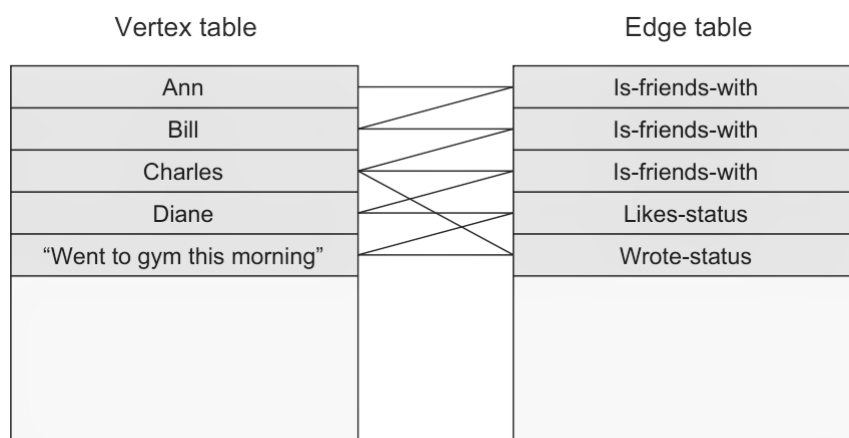 Vertex table
Edge table
Ann
Is-friends-with
Bill
Is-friends-with
Charles
Is-friends-with
Diane
Likes-status
“Went to gym this morning”
Wrote-status